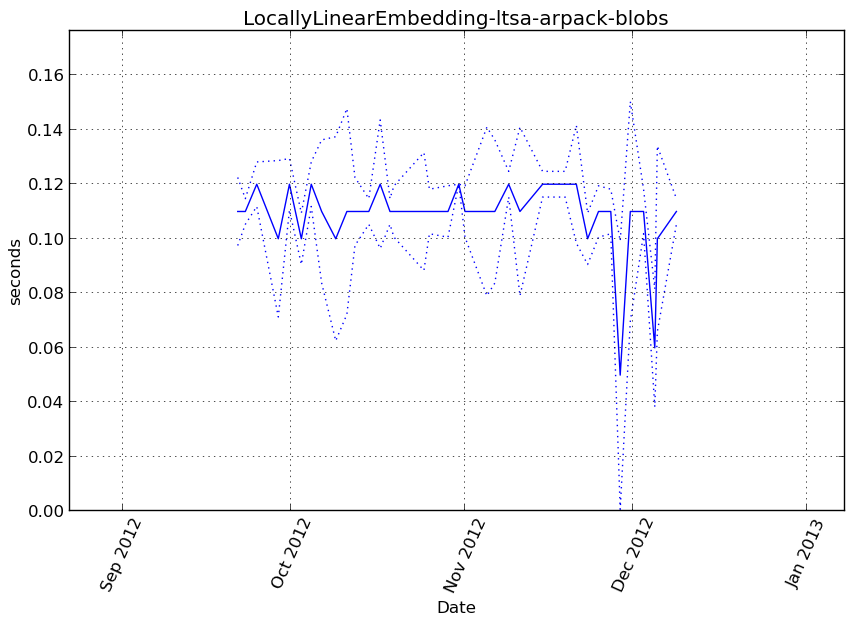 LocallyLinearEmbedding-ltsa-arpack-blobs
0.16
0.14
0.12
0.10
0.08
0.06
0.04
0.02
0.00
seconds
Sep 2012
Oct 2012
Nov 2012
Dec 2012
Jan 2013
Date